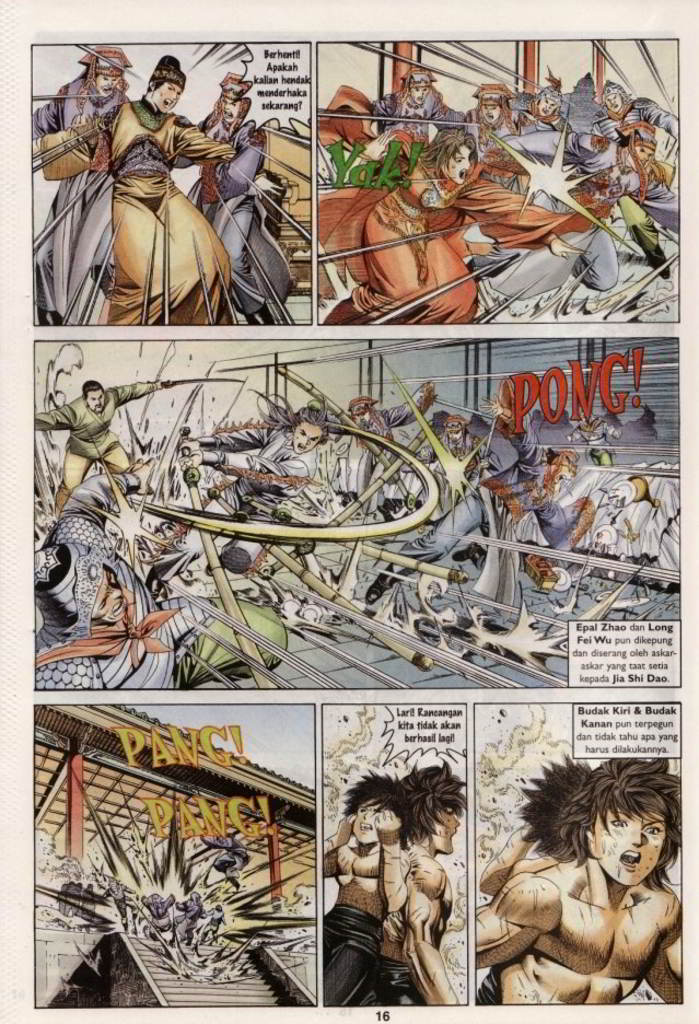 Berhenti!
Apakah
kalian hendak
menderhaka
sekarang?
Yak!
PONG!
Epal Zhao dan Long
Fei Wu pun dikepung
dan diserang oleh askar-
askar yang taat setia
kepada Jia Shi Dao.
PANG!
PANG!
Lari! Rancangan
kita tidak akan
berhasil lagi!
Budak Kiri & Budak
Kanan pun terpegun
dan tidak tahu apa yang
harus dilakukannya.
16